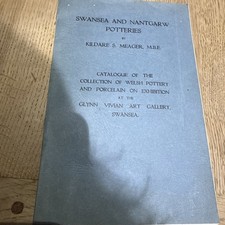 SWANSEA AND NANTGARW
POTTERIES
BY
KILDARE S. MEAGER, M.B.E.
CATALOGUE OF THE
COLLECTION OF WELSH POTTERY
AND PORCELAIN ON EXHIBITION
AT THE
GLYNN VIVIAN ART GALLERY,
SWANSEA.